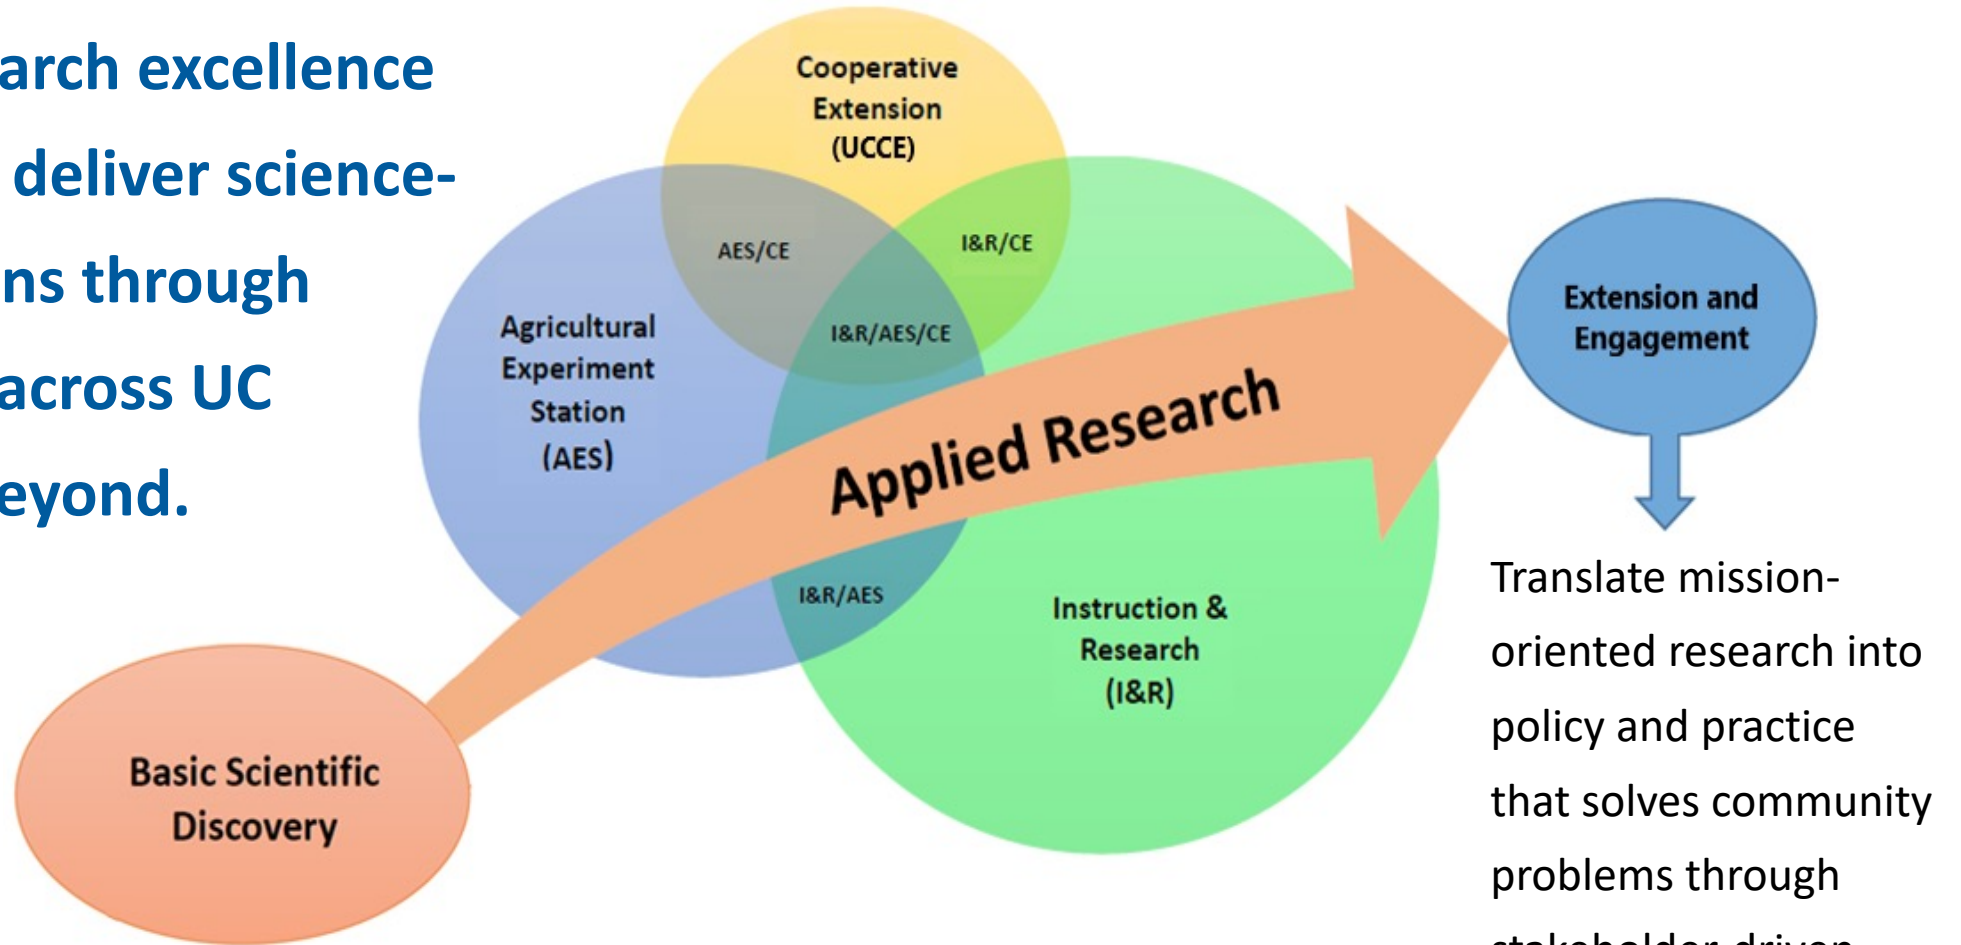 arch excellence
deliver science-
ns through
across UC
eyond.
Cooperative
Extension
(UCCE)
AES/CE
I&R/CE
I&R/AES/CE
Agricultural
Experiment
Station
(AES)
Applied Research
I&R/AES
Instruction &
Research
(I&R)
Basic Scientific
Discovery
Extension and
Engagement
Translate mission-
oriented research into
policy and practice
that solves community
problems through
stakeholder-driven